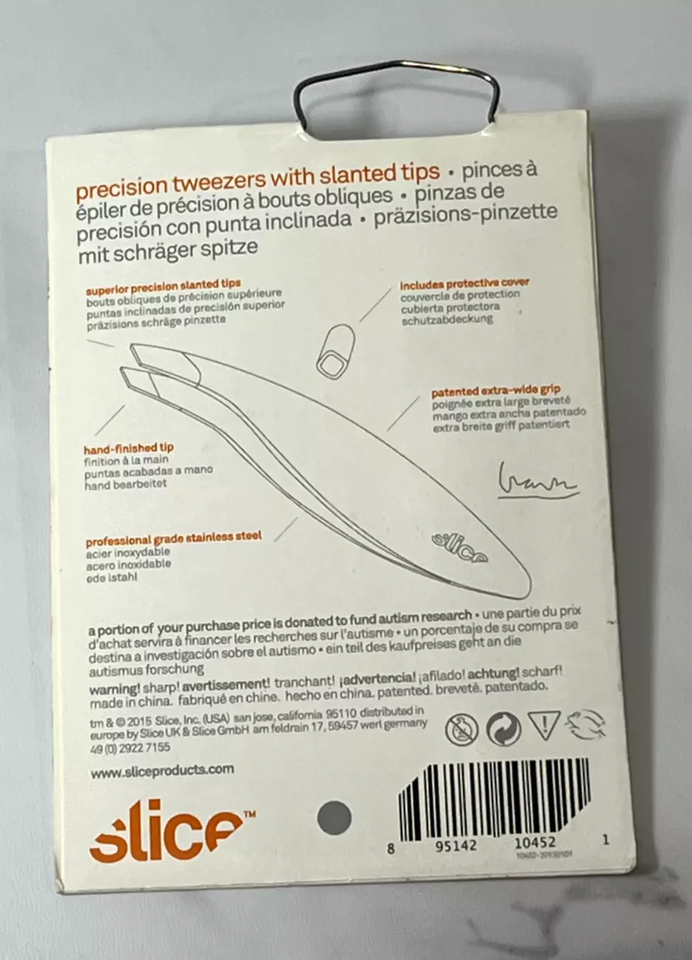 precision tweezers with slanted tips • pinces à
épiler de précision à bouts obliques • pinzas de
precisión con punta inclinada • präzisions-pinzette
mit schräger spitze
superior precision slanted tips
bouts obliques de précision supérieure
puntas inclinadas de precisión superior
präzisions schräge pinzette
includes protective cover
couvercle de protection
cubierta protectora
schutzabdeckung
patented extra-wide grip
poignée extra large breveté
mango extra ancha patentado
extra breite griff patentiert
hand-finished tip
finition à la main
puntas acabadas a mano
hand bearbeitet
professional grade stainless steel
acier inoxydable
acero inoxidable
ede lstahl
slice
a portion of your purchase price is donated to fund autism research • une partie du prix
d'achat servira à financer les recherches sur l'autisme • un porcentaje de su compra se
destina a investigación sobre el autismo • ein teil des kaufpreises geht an die
autismus forschung
warning! sharp! avertissement! tranchant! ¡advertencia! ¡afilado! achtung! scharf!
made in china. fabriqué en chine. hecho en china. patented. breveté. patentado.
tm & © 2015 Slice, Inc. (USA) san jose, california 95110 distributed in
europe by Slice UK & Slice GmbH am feldrain 17, 59457 werl germany
49 (0) 2922 7155
www.sliceproducts.com
slice™
8 95142 10452 1